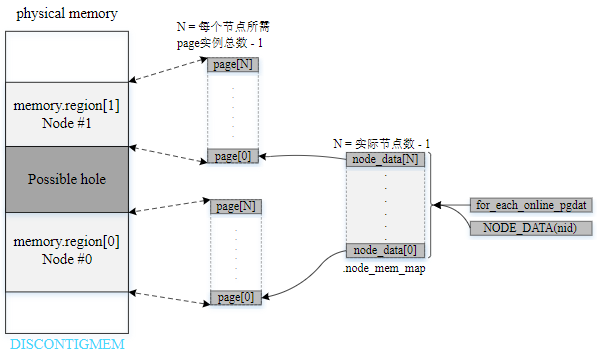 physical memory
N = 每个节点所需
page实例总数 - 1
page[N]
memory.region[1]
Node #1
page[0]
N = 实际节点数 - 1
node_data[N]
Possible hole
page[N]
for_each_online_pgdat
NODE_DATA(nid)
memory.region[0]
Node #0
node_data[0]
.node_mem_map
page[0]
DISCONTIGMEM